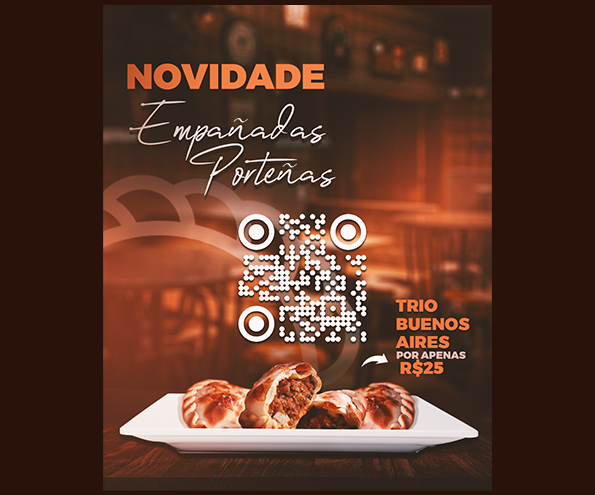 NOVIDADE
Empañadas
Porteñas
TRIO
BUENOS
AIRES
POR APENAS
R$25